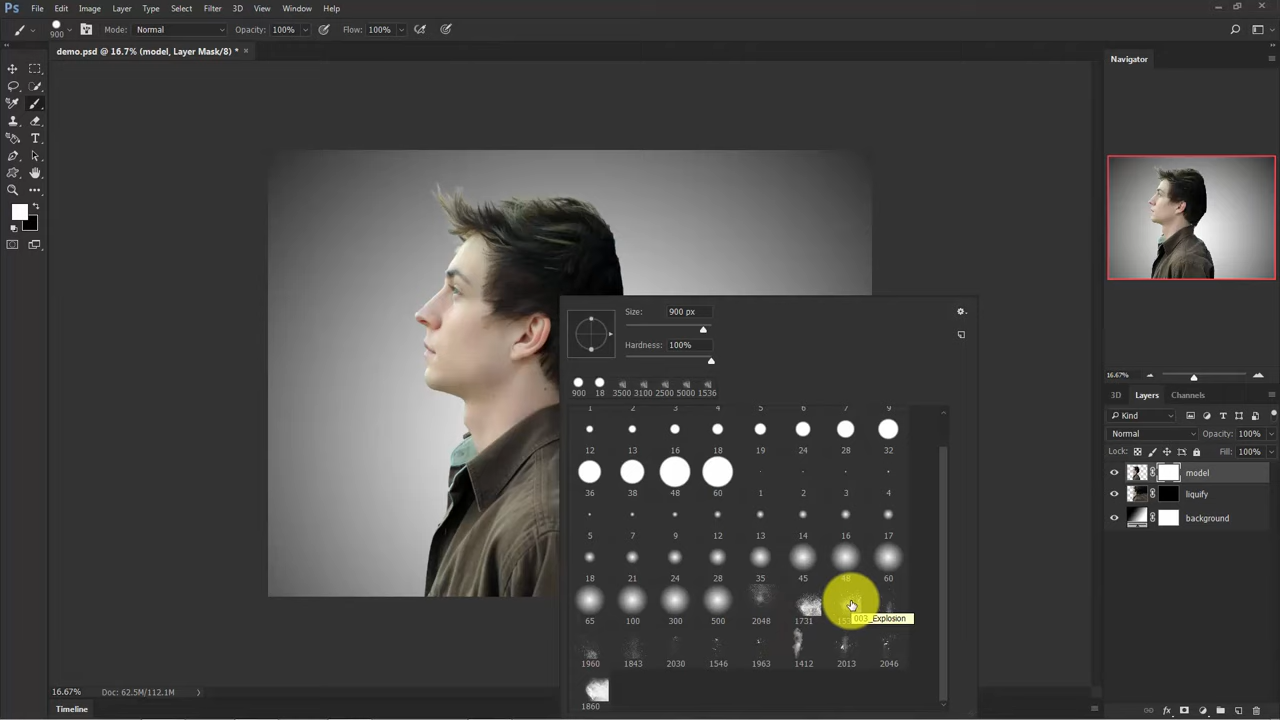 Ps File Edit Image Layer Type Select Filter 3D View Window Help
900 Mode: Normal Opacity: 100% Flow: 100%
demo.psd @ 16.7% (model, Layer Mask/8) * ×
Navigator
Size: 900 px
Hardness: 100%
900 18 3500 3100 2500 5000 1536
1 2 3 4 5 6 7 9
12 13 16 18 19 24 28 32
36 38 48 60 1 2 3 4
5 7 9 12 13 14 16 17
18 21 24 28 35 45 48 60
65 100 300 500 2048 1731
003_Explosion
1960 1843 2030 1546 1963 1412 2013 2046
1860
16.67%
3D Layers Channels
Kind
Normal Opacity: 100%
Lock: Fill: 100%
model
liquify
background
16.67% Doc: 62.5M/112.1M
Timeline
fx